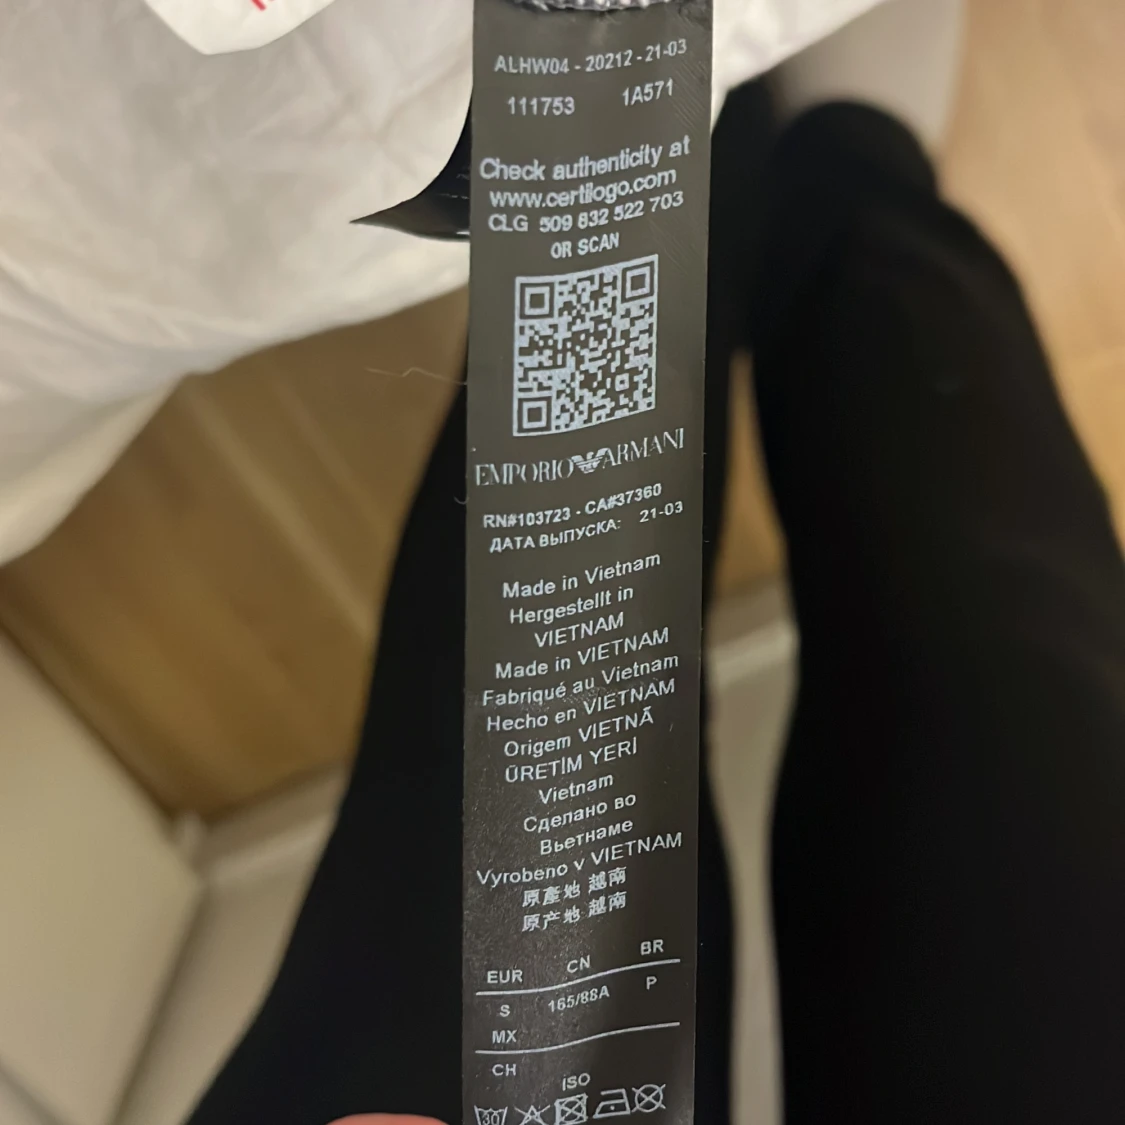 ALHW04 - 20212 - 21-03
111753 1A571
Check authenticity at
www.certilogo.com
CLG 509 832 522 703
OR SCAN
EMPORIO ARMANI
RN#103723 - CA#37360
ДАТА ВЫПУСКА: 21-03
Made in Vietnam
Hergestellt in
VIETNAM
Made in VIETNAM
Fabriqué au Vietnam
Hecho en VIETNAM
Origem VIETNÃ
ÜRETİM YERİ
Vietnam
Сделано во
Вьетнаме
Vyrobeno v VIETNAM
原產地 越南
原产地 越南
EUR CN BR
S 165/88A P
MX
CH
ISO
30